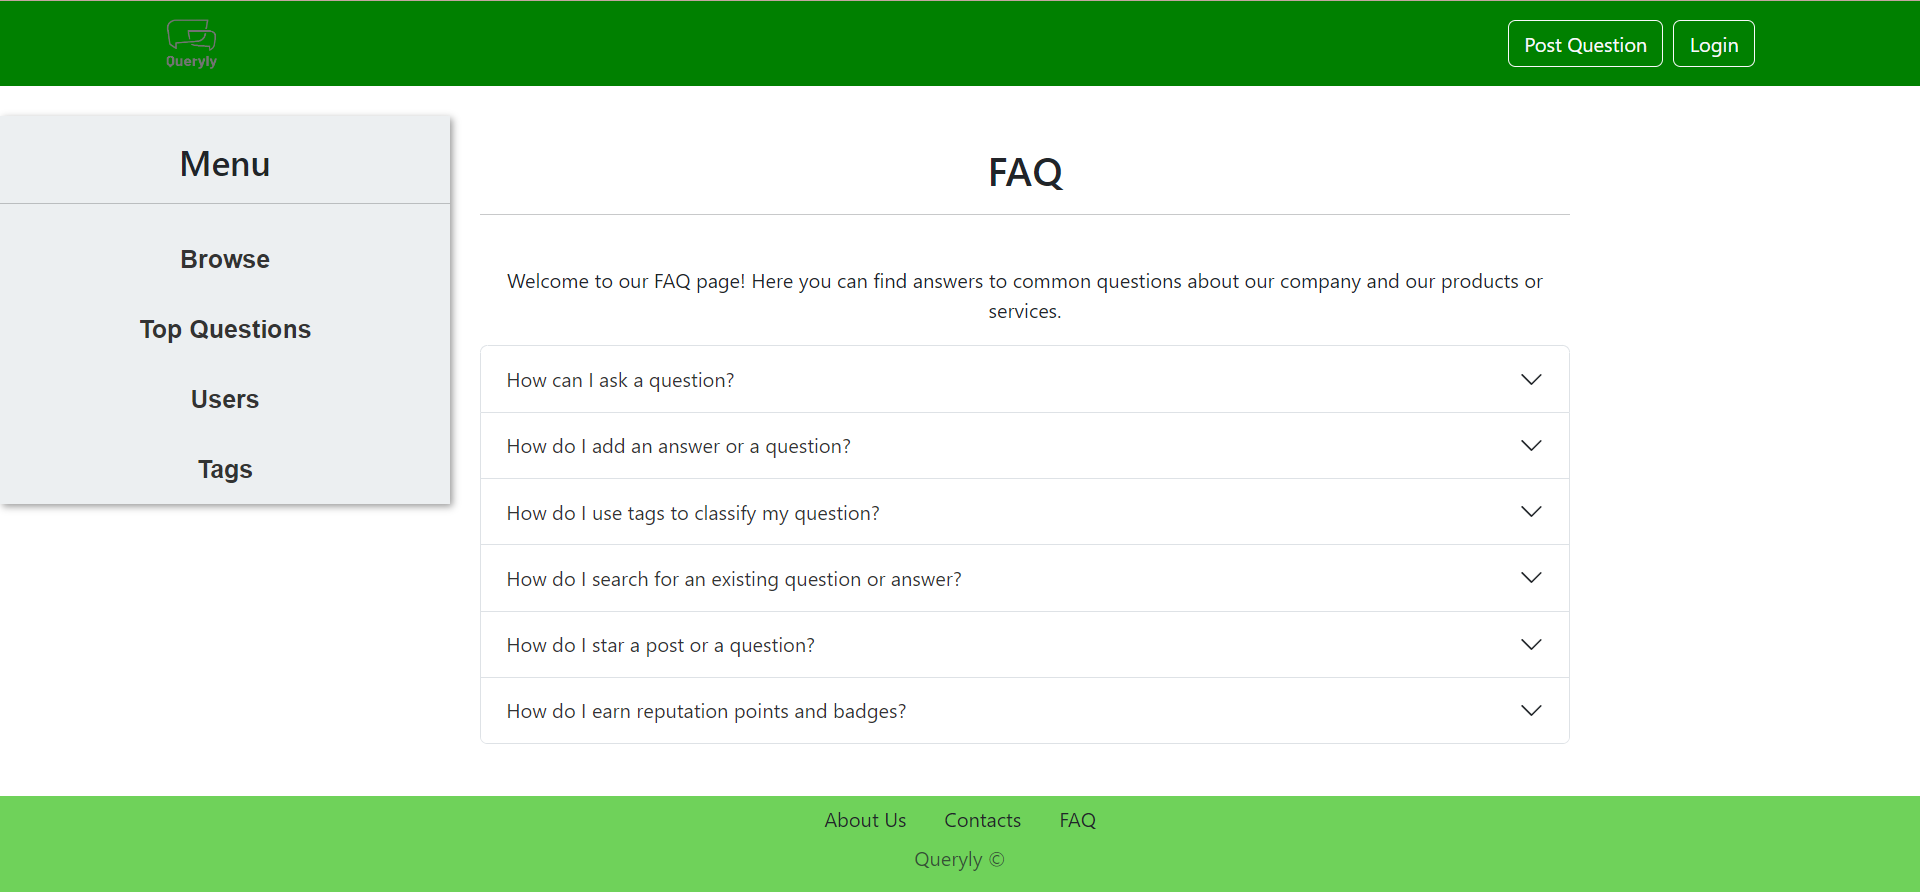 Queryly
Post Question
Login
Menu
Browse
Top Questions
Users
Tags
FAQ
Welcome to our FAQ page! Here you can find answers to common questions about our company and our products or
services.
How can I ask a question?
How do I add an answer or a question?
How do I use tags to classify my question?
How do I search for an existing question or answer?
How do I star a post or a question?
How do I earn reputation points and badges?
About Us
Contacts
FAQ
Queryly ©